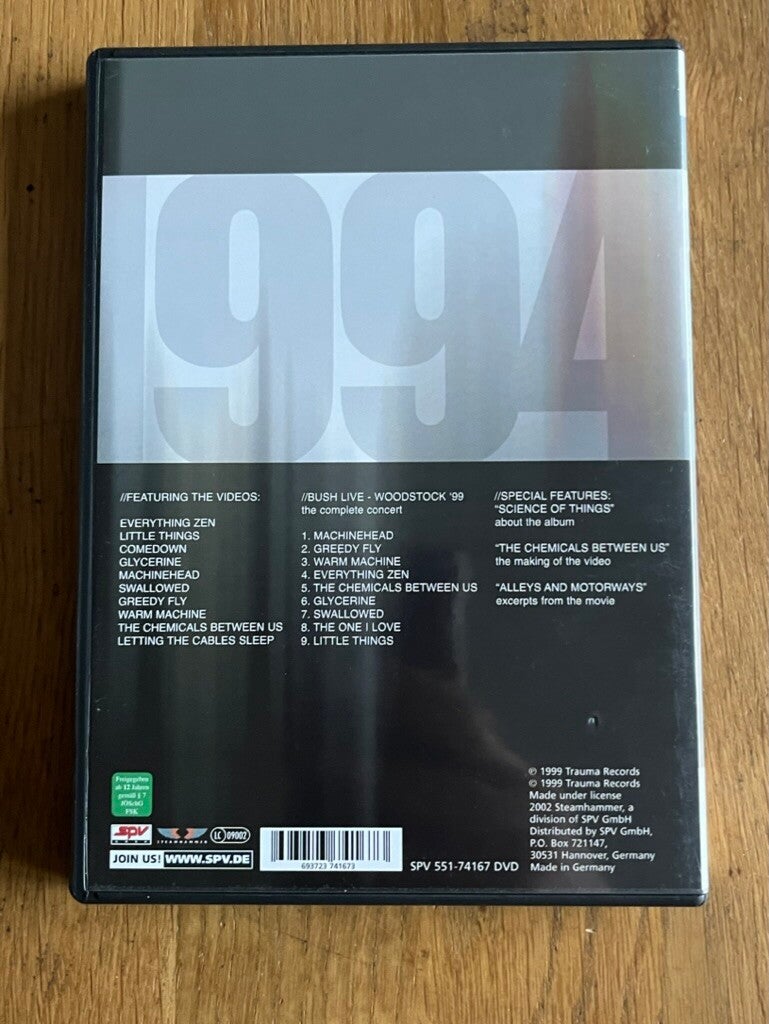 1994
//FEATURING THE VIDEOS:
EVERYTHING ZEN
LITTLE THINGS
COMEDOWN
GLYCERINE
MACHINEHEAD
SWALLOWED
GREEDY FLY
WARM MACHINE
THE CHEMICALS BETWEEN US
LETTING THE CABLES SLEEP
//BUSH LIVE - WOODSTOCK '99
the complete concert
1. MACHINEHEAD
2. GREEDY FLY
3. WARM MACHINE
4. EVERYTHING ZEN
5. THE CHEMICALS BETWEEN US
6. GLYCERINE
7. SWALLOWED
8. THE ONE I LOVE
9. LITTLE THINGS
//SPECIAL FEATURES:
"SCIENCE OF THINGS"
about the album
"THE CHEMICALS BETWEEN US"
the making of the video
"ALLEYS AND MOTORWAYS"
excerpts from the movie
Freigegeben
ab 12 Jahren
gemäß § 7
JÖSchG
FSK
spv
STEAMHAMMER
LC 09002
JOIN US! WWW.SPV.DE
693723 741673
SPV 551-74167 DVD
℗ 1999 Trauma Records
© 1999 Trauma Records
Made under license
2002 Steamhammer, a
division of SPV GmbH
Distributed by SPV GmbH,
P.O. Box 721147,
30531 Hannover, Germany
Made in Germany